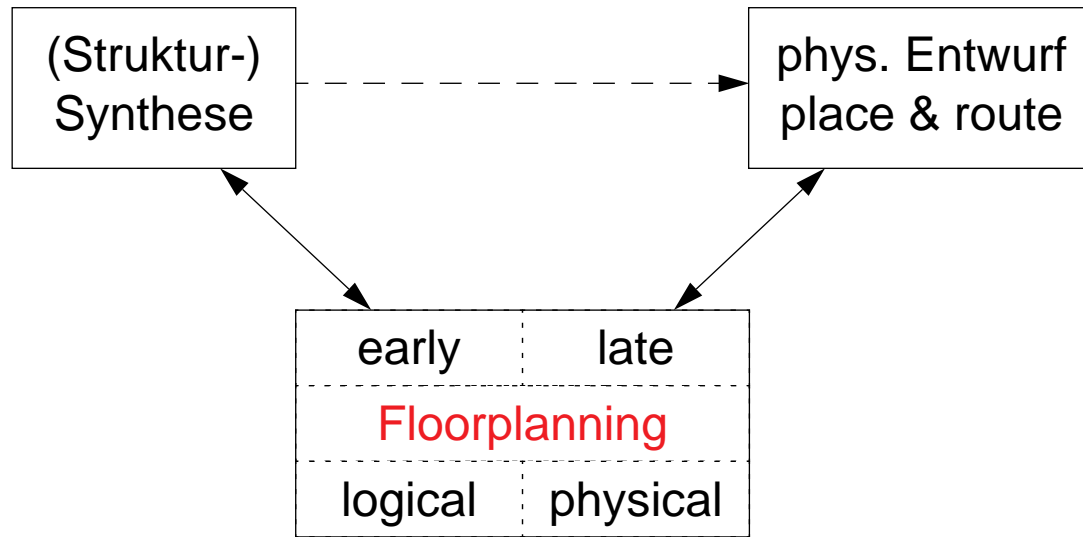 (Struktur-)
Synthese
phys. Entwurf
place & route
early late
Floorplanning
logical physical